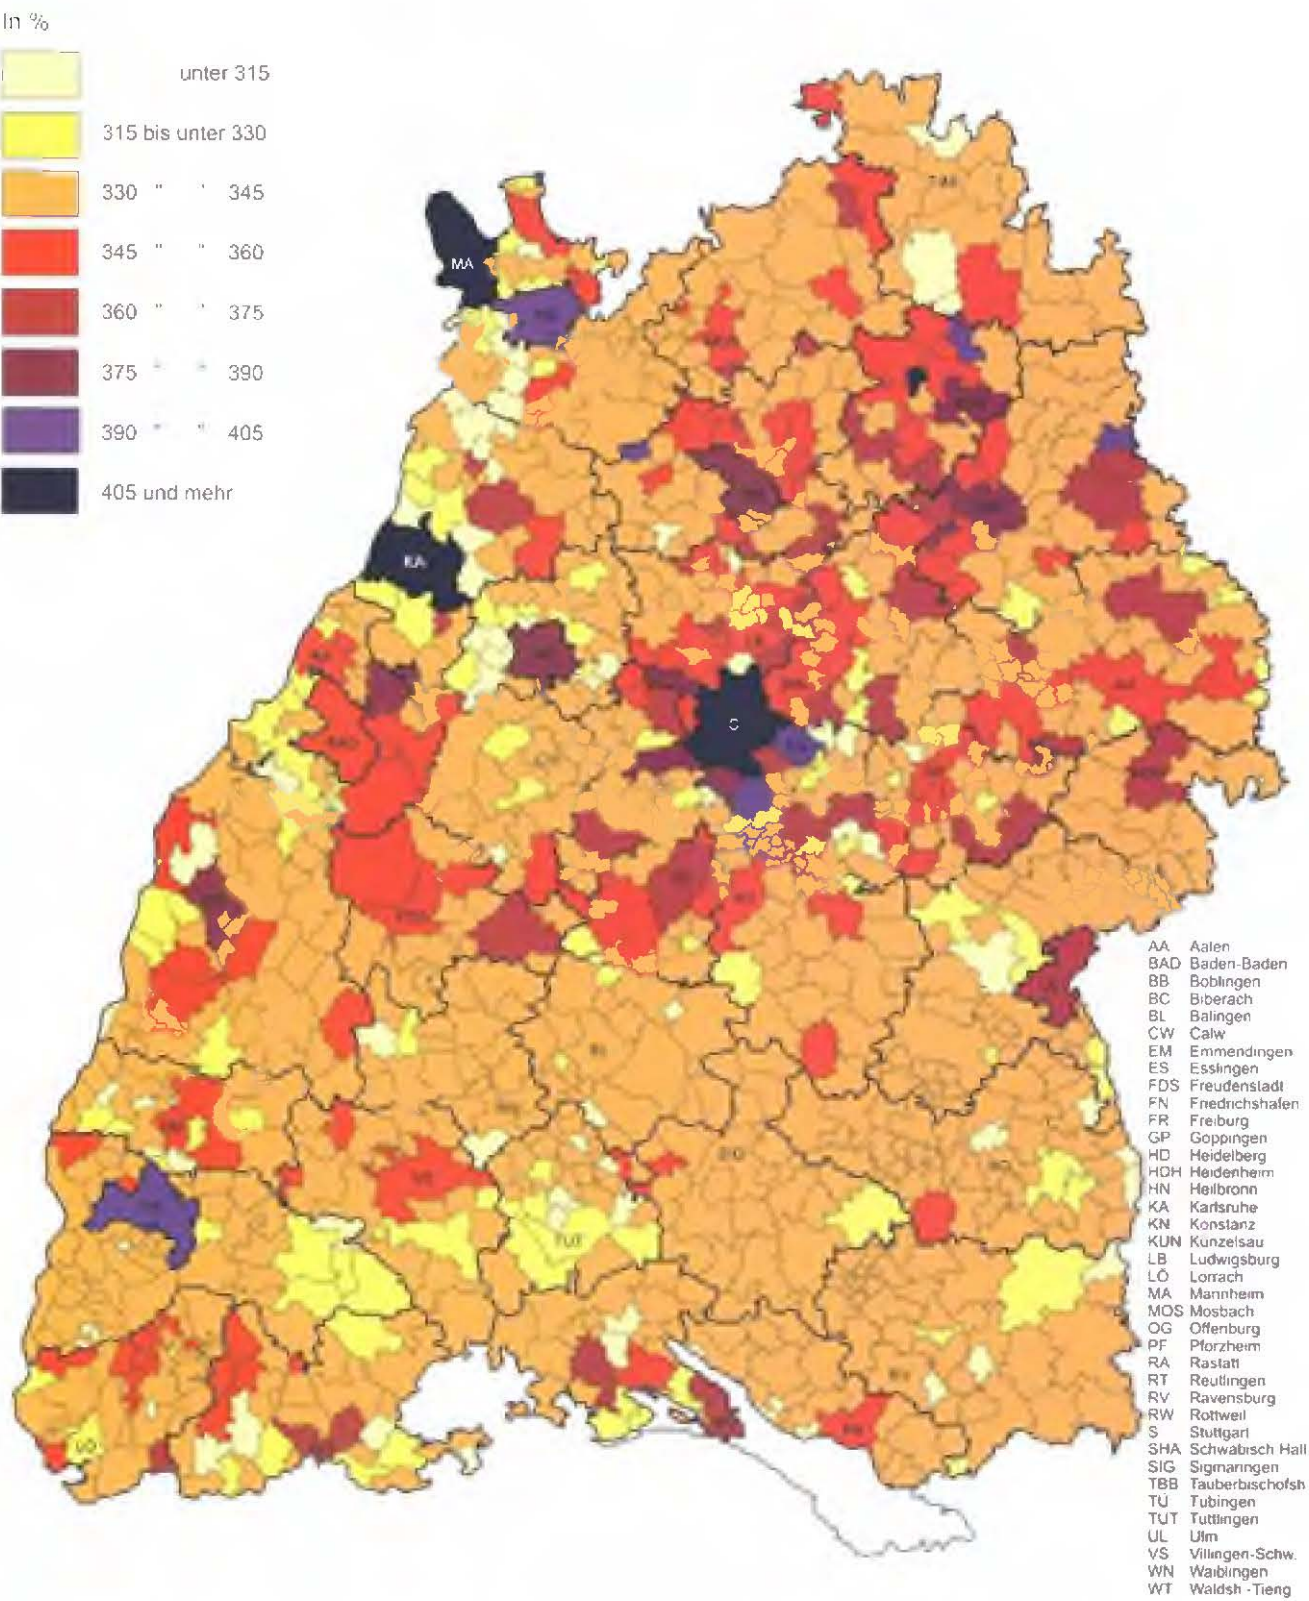 In %
unter 315
315 bis unter 330
330 " " 345
345 " " 360
360 " " 375
375 " " 390
390 " " 405
405 und mehr
TBB
MA
KA
S
TUT
LÖ
AA Aalen
BAD Baden-Baden
BB Boblingen
BC Biberach
BL Balingen
CW Calw
EM Emmendingen
ES Esslingen
FDS Freudenstadt
FN Friedrichshafen
FR Freiburg
GP Goppingen
HD Heidelberg
HDH Heidenheim
HN Heilbronn
KA Karlsruhe
KN Konstanz
KUN Kunzelsau
LB Ludwigsburg
LÖ Lorrach
MA Mannheim
MOS Mosbach
OG Offenburg
PF Pforzheim
RA Rastatt
RT Reutlingen
RV Ravensburg
RW Rottweil
S Stuttgart
SHA Schwabisch Hall
SIG Sigmaringen
TBB Tauberbischofsh
TÜ Tubingen
TUT Tuttlingen
UL Ulm
VS Villingen-Schw.
WN Waiblingen
WT Waldsh.-Tieng